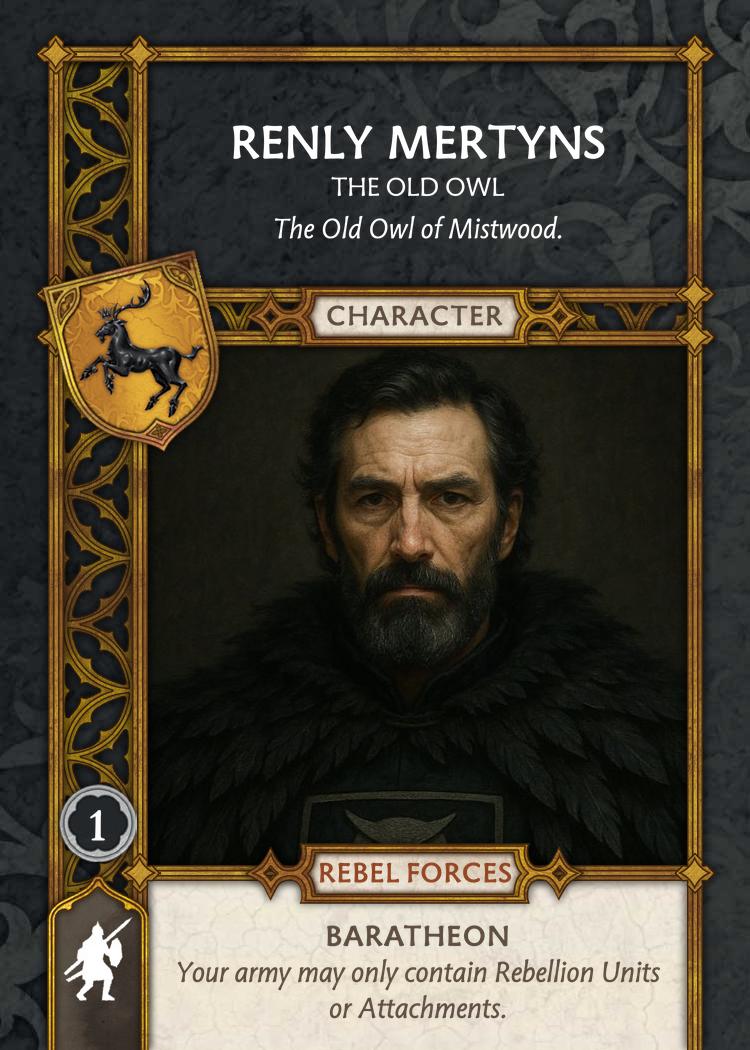 RENLY MERTYNS
THE OLD OWL
The Old Owl of Mistwood.
CHARACTER
1
REBEL FORCES
BARATHEON
Your army may only contain Rebellion Units
or Attachments.